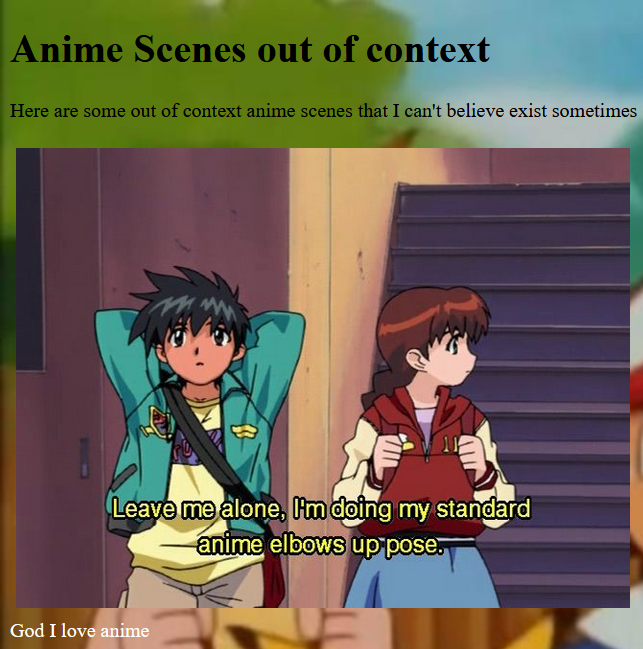 Anime Scenes out of context
Here are some out of context anime scenes that I can't believe exist sometimes
Leave me alone, I'm doing my standard
anime elbows up pose.
God I love anime